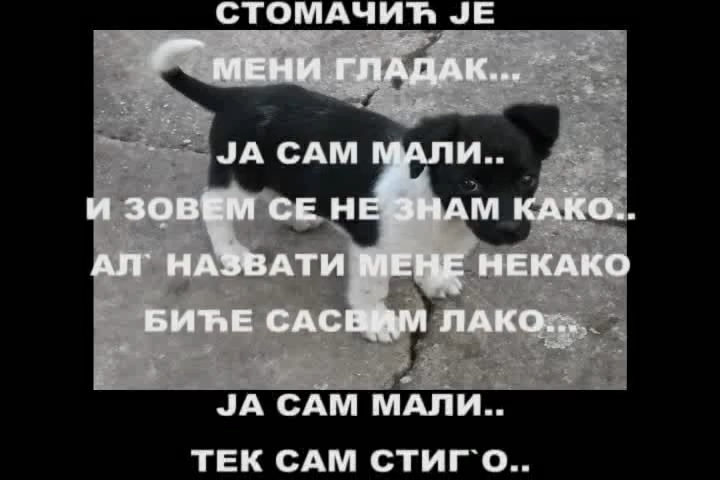 СТОМАЧИЋ ЈЕ
МЕНИ ГЛАДАК...
ЈА САМ МАЛИ..
И ЗОВЕМ СЕ НЕ ЗНАМ КАКО..
АЛ` НАЗВАТИ МЕНЕ НЕКАКО
БИЋЕ САСВИМ ЛАКО....
ЈА САМ МАЛИ..
ТЕК САМ СТИГ`О..